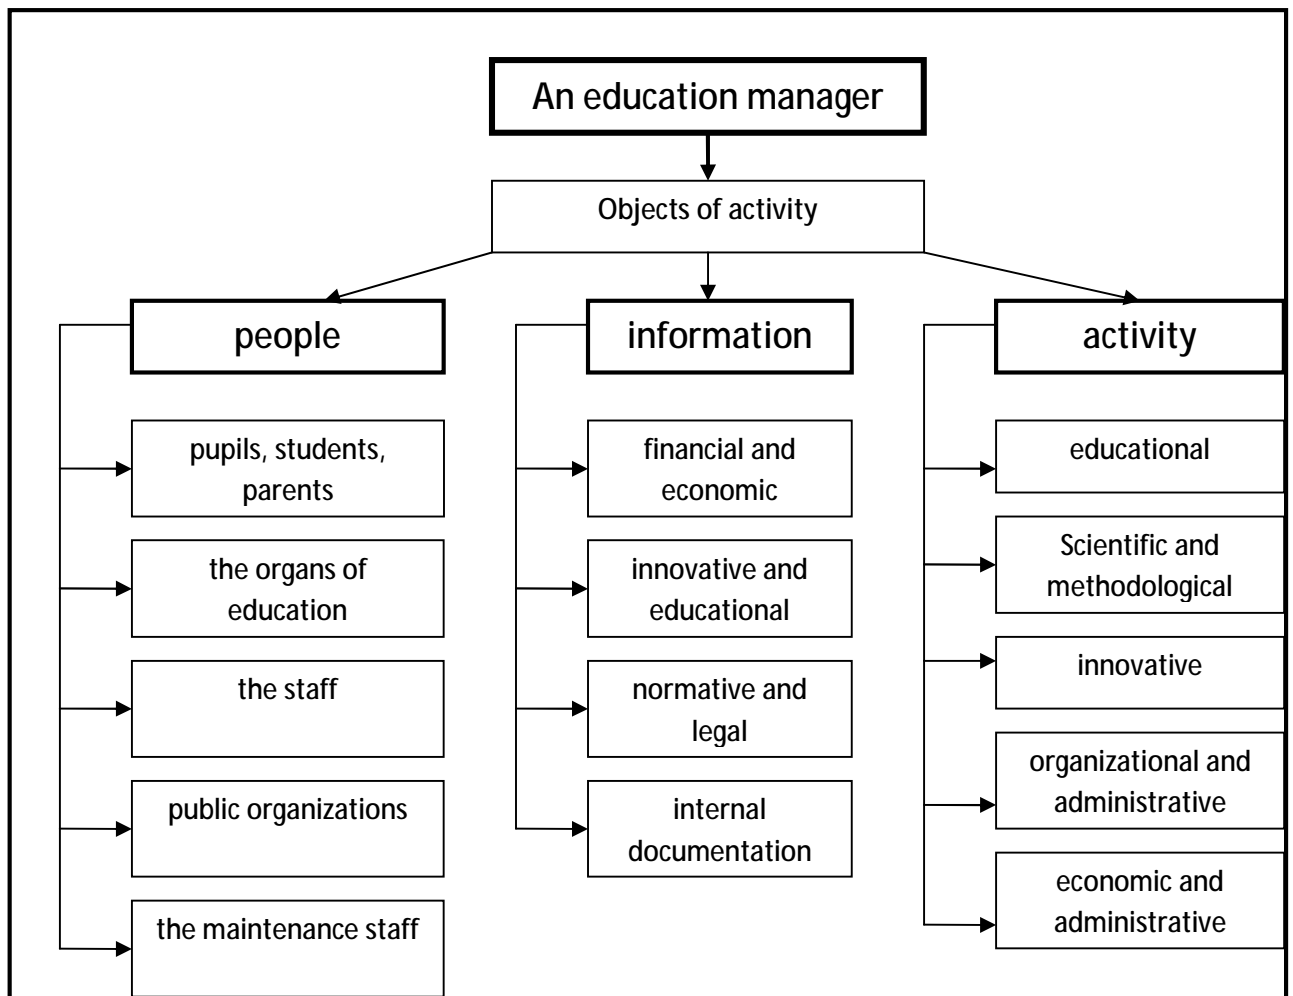 An education manager
Objects of activity
people
information
activity
pupils, students,
parents
the organs of
education
the staff
public organizations
the maintenance staff
financial and
economic
innovative and
educational
normative and
legal
internal
documentation
educational
Scientific and
methodological
innovative
organizational and
administrative
economic and
administrative